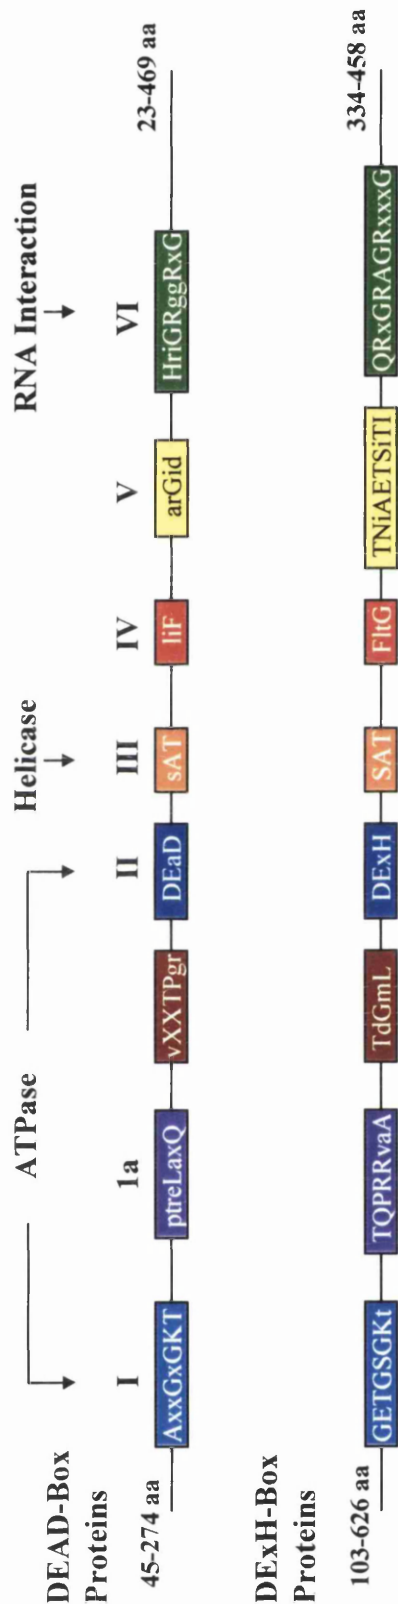 ATPase Helicase RNA Interaction
DEAD-Box
Proteins
I 1a II III IV V VI
45-274 aa AxxGxGKT ptreLaxQ vXXTPgr DEaD sAT liF arGid HriGRggRxG 23-469 aa
DExH-Box
Proteins
103-626 aa GETGSGKt TQPRRvaA TdGmL DExH SAT FltG TNiAETSiTI QRxGRAGRxxxG 334-458 aa